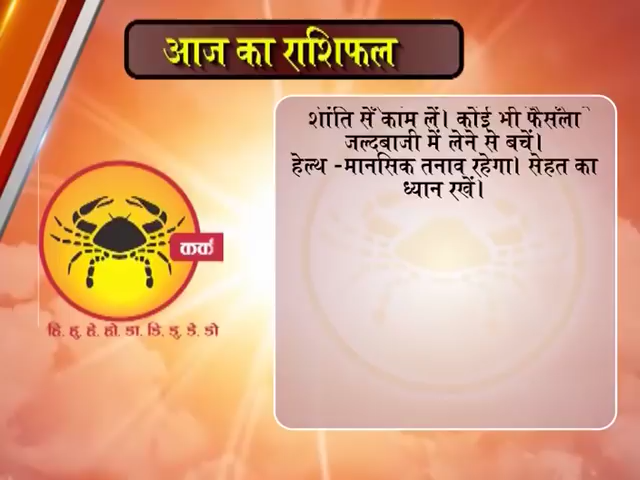 आज का राशिफल
शांति से काम लें। कोई भी फैसला
जल्दबाजी में लेने से बचें।
हेल्थ -मानसिक तनाव रहेगा। सेहत का
ध्यान रखें।
कर्क
हि. हु. हे. हो. डा. डि. डु. डे. डो